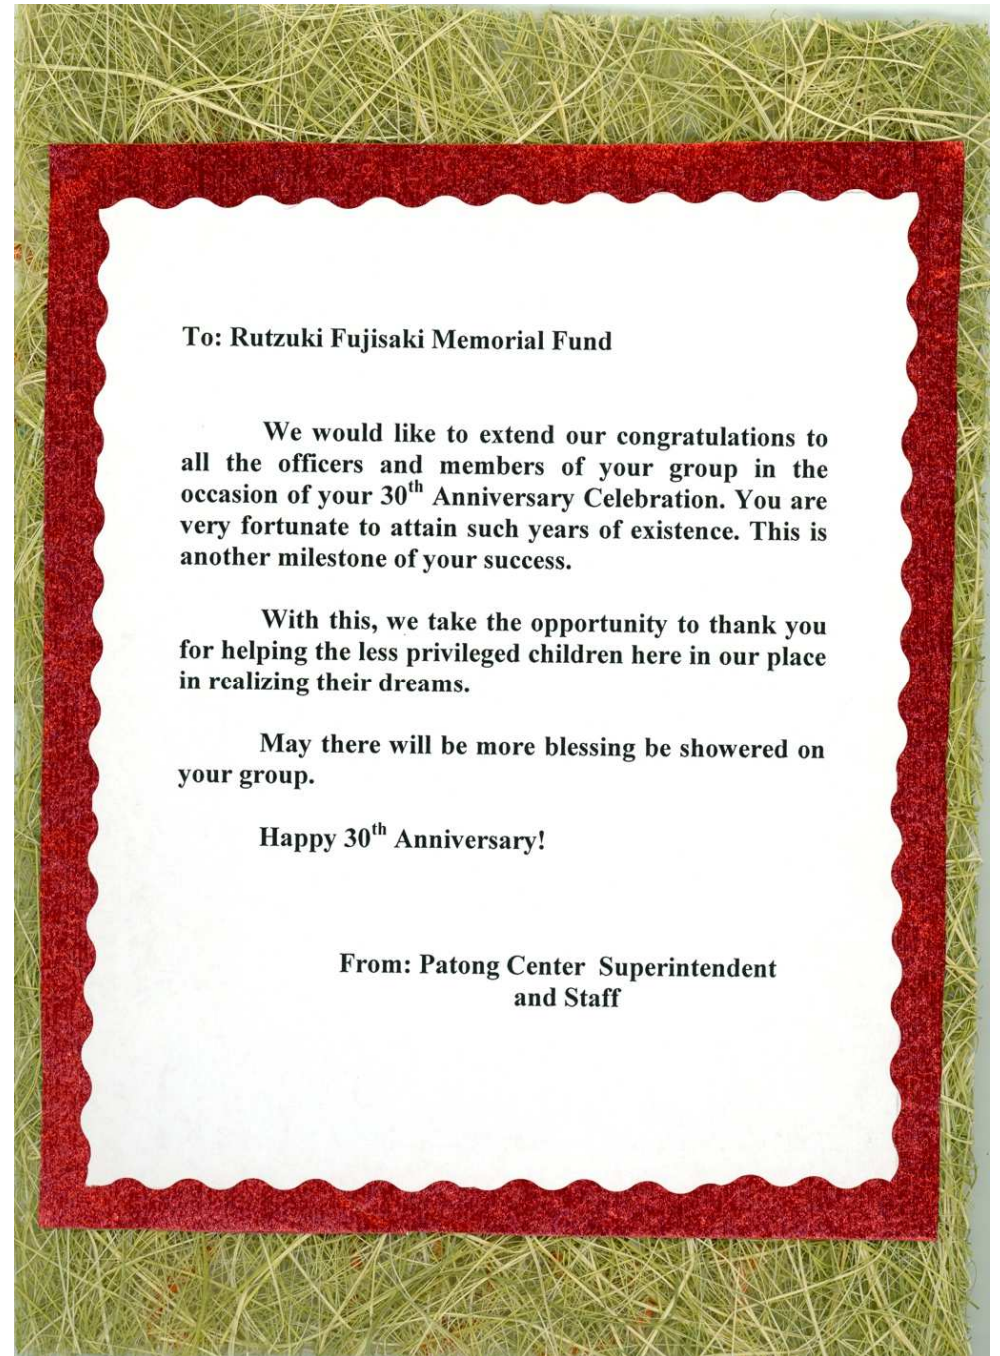 To: Rutzuki Fujisaki Memorial Fund
We would like to extend our congratulations to
all the officers and members of your group in the
occasion of your 30th Anniversary Celebration. You are
very fortunate to attain such years of existence. This is
another milestone of your success.
With this, we take the opportunity to thank you
for helping the less privileged children here in our place
in realizing their dreams.
May there will be more blessing be showered on
your group.
Happy 30th Anniversary!
From: Patong Center Superintendent
and Staff